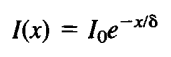 I(x) = I₀e^{-x/δ}